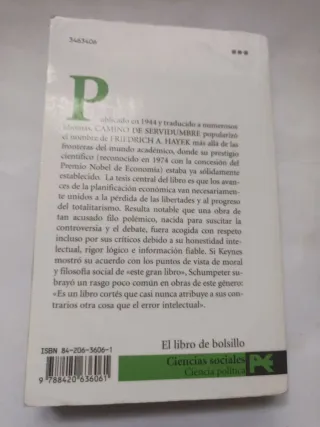 3463406
***
Publicado en 1944 y traducido a numerosos
idiomas, CAMINO DE SERVIDUMBRE popularizó
el nombre de FRIEDRICH A. HAYEK más allá de las
fronteras del mundo académico, donde su prestigio
científico (reconocido en 1974 con la concesión del
Premio Nobel de Economía) estaba ya sólidamente
establecido. La tesis central del libro es que los avan-
ces de la planificación económica van necesariamen-
te unidos a la pérdida de las libertades y al progreso
del totalitarismo. Resulta notable que una obra de
tan acusado filo polémico, nacida para suscitar la
controversia y el debate, fuera acogida con respeto
incluso por sus críticos debido a su honestidad inte-
lectual, rigor lógico e información fiable. Si Keynes
mostró su acuerdo con los puntos de vista de moral
y filosofía social de «este gran libro», Schumpeter su-
brayó un rasgo poco común en obras de este género:
«Es un libro cortés que casi nunca atribuye a sus con-
trarios otra cosa que el error intelectual».
El libro de bolsillo
ISBN 84-206-3606-1
Ciencias sociales
Ciencia política
9 788420 636061